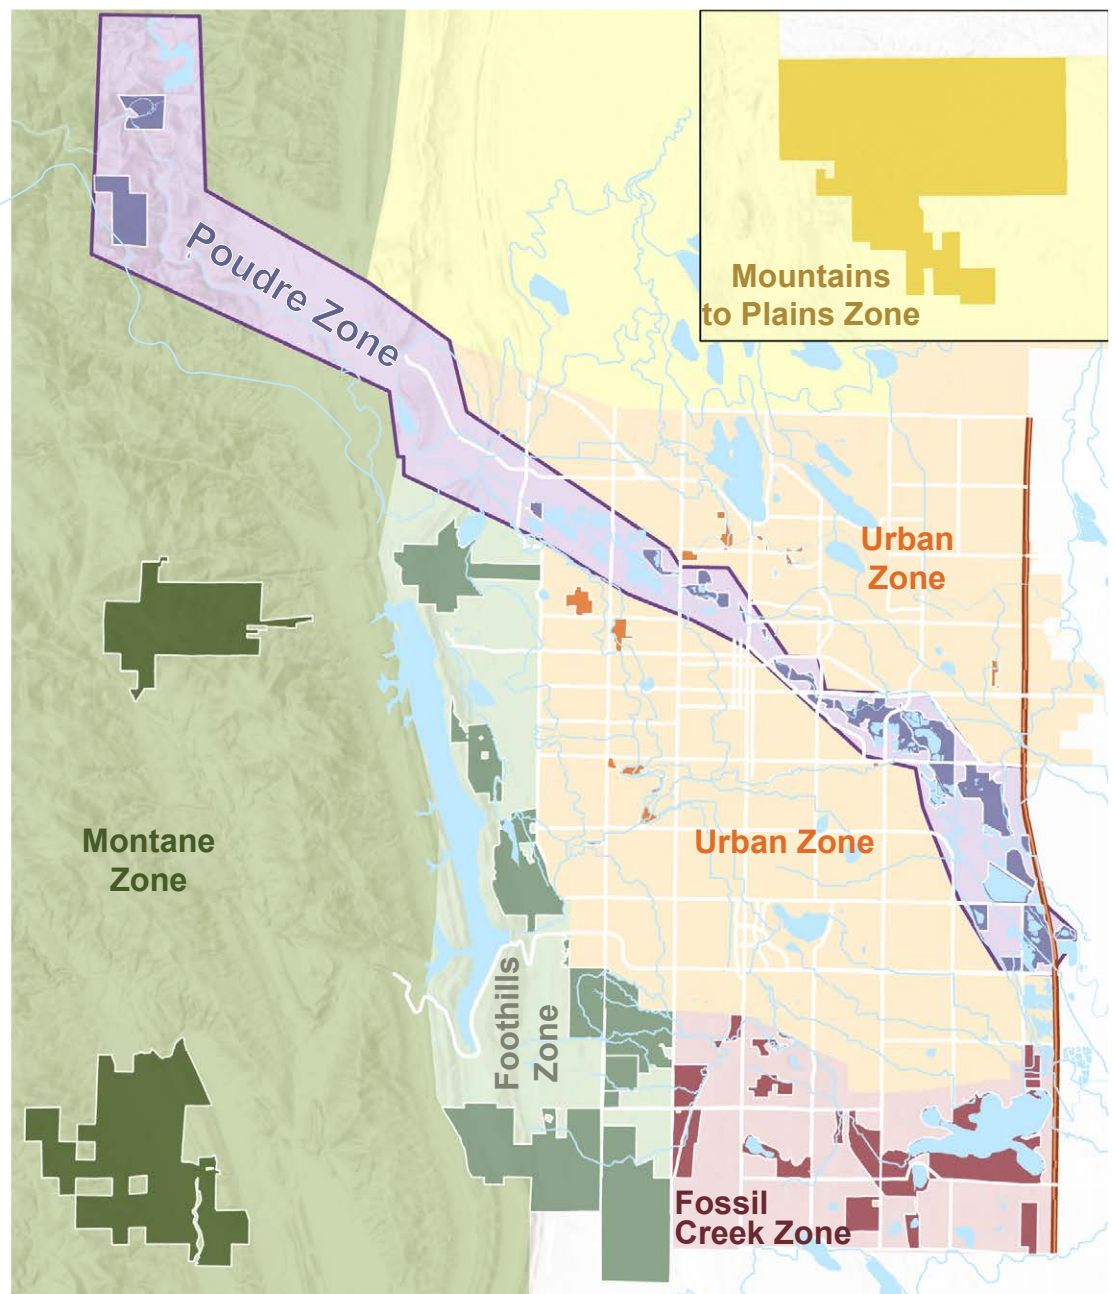 Mountains
to Plains Zone
Poudre Zone
Urban
Zone
Montane
Zone
Urban Zone
Foothills
Zone
Fossil
Creek Zone